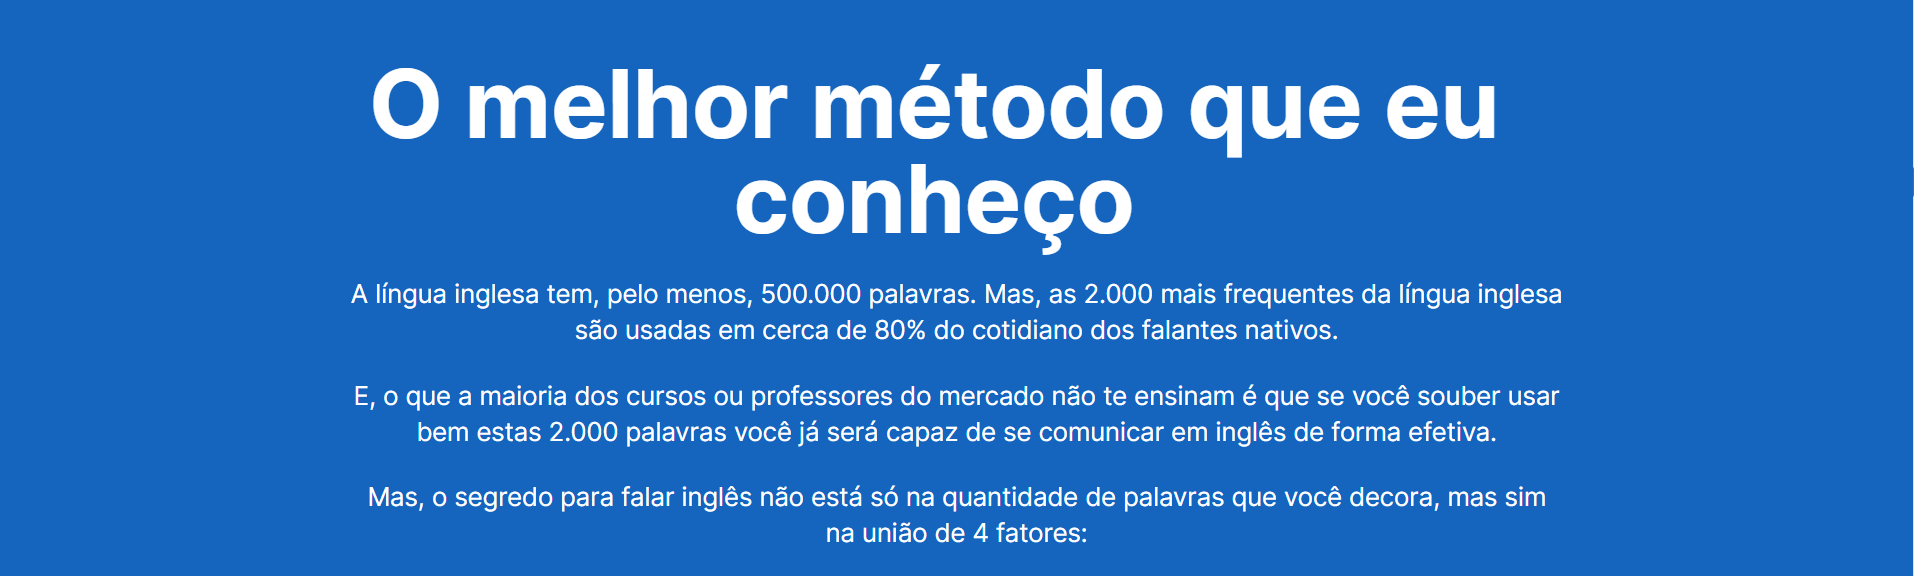 O melhor método que eu
conheço
A língua inglesa tem, pelo menos, 500.000 palavras. Mas, as 2.000 mais frequentes da língua inglesa
são usadas em cerca de 80% do cotidiano dos falantes nativos.
E, o que a maioria dos cursos ou professores do mercado não te ensinam é que se você souber usar
bem estas 2.000 palavras você já será capaz de se comunicar em inglês de forma efetiva.
Mas, o segredo para falar inglês não está só na quantidade de palavras que você decora, mas sim
na união de 4 fatores: